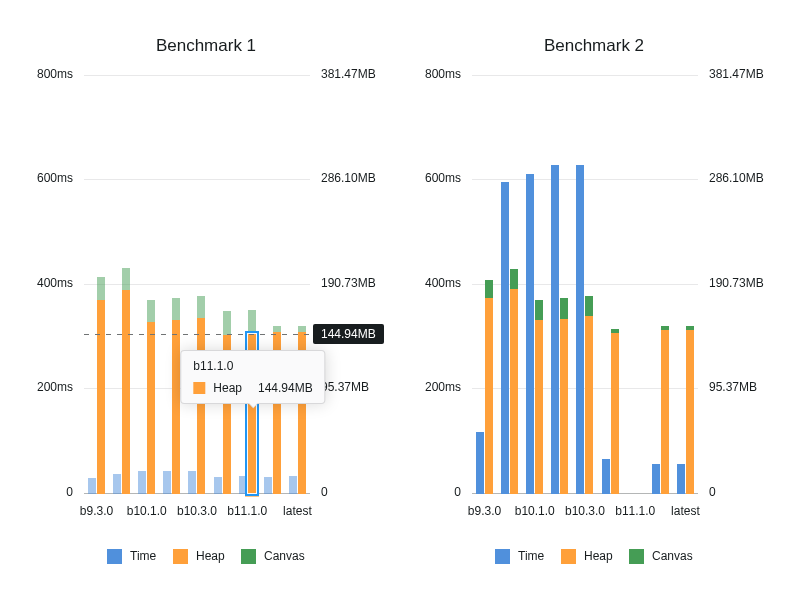 Benchmark 1
800ms
381.47MB
600ms
286.10MB
400ms
190.73MB
144.94MB
b11.1.0
Heap 144.94MB
200ms
95.37MB
0
0
b9.3.0 b10.1.0 b10.3.0 b11.1.0 latest
Time Heap Canvas
Benchmark 2
800ms
381.47MB
600ms
286.10MB
400ms
190.73MB
200ms
95.37MB
0
0
b9.3.0 b10.1.0 b10.3.0 b11.1.0 latest
Time Heap Canvas